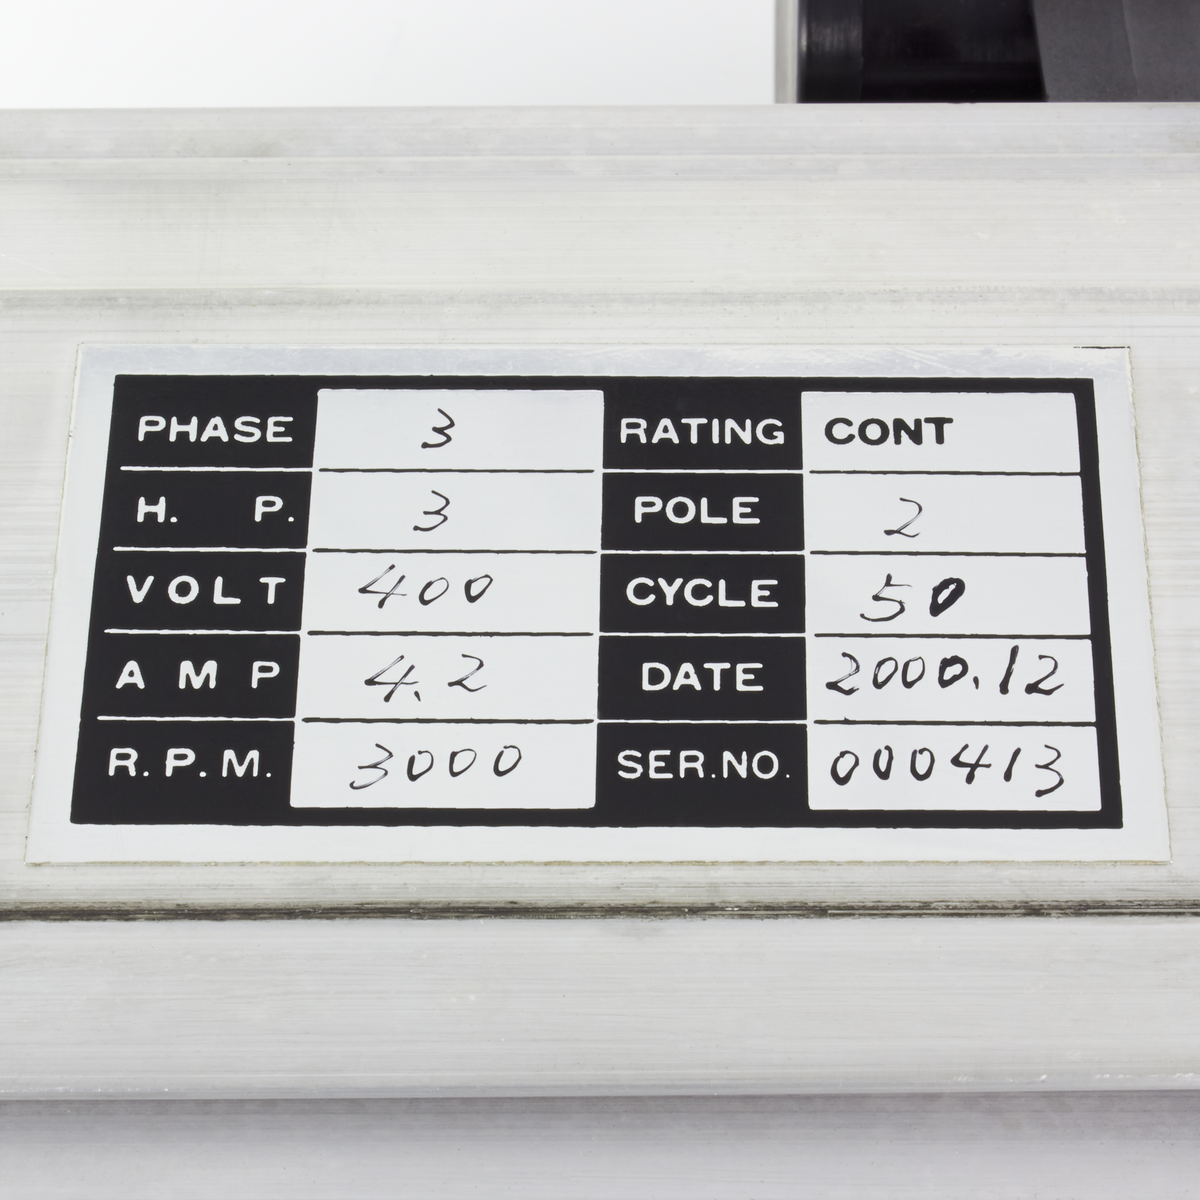 PHASE 3 RATING CONT
H. P. 3 POLE 2
VOLT 400 CYCLE 50
AMP 4.2 DATE 2000.12
R.P.M. 3000 SER.NO. 000413